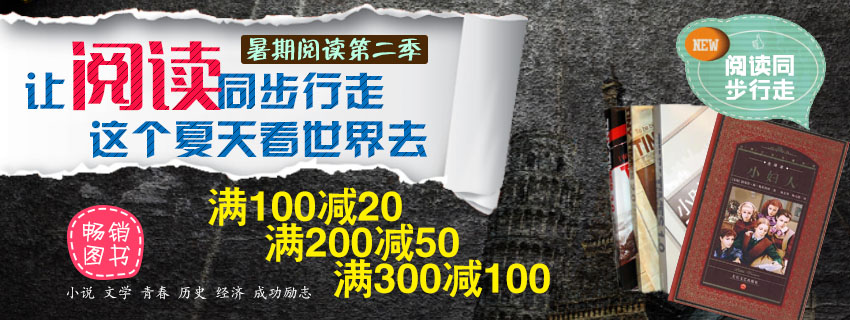 暑期阅读第二季
让阅读同步行走
这个夏天看世界去
NEW
阅读同
步行走
满100减20
满200减50
满300减100
畅销
图书
小说 文学 青春 历史 经济 成功励志
小妇人